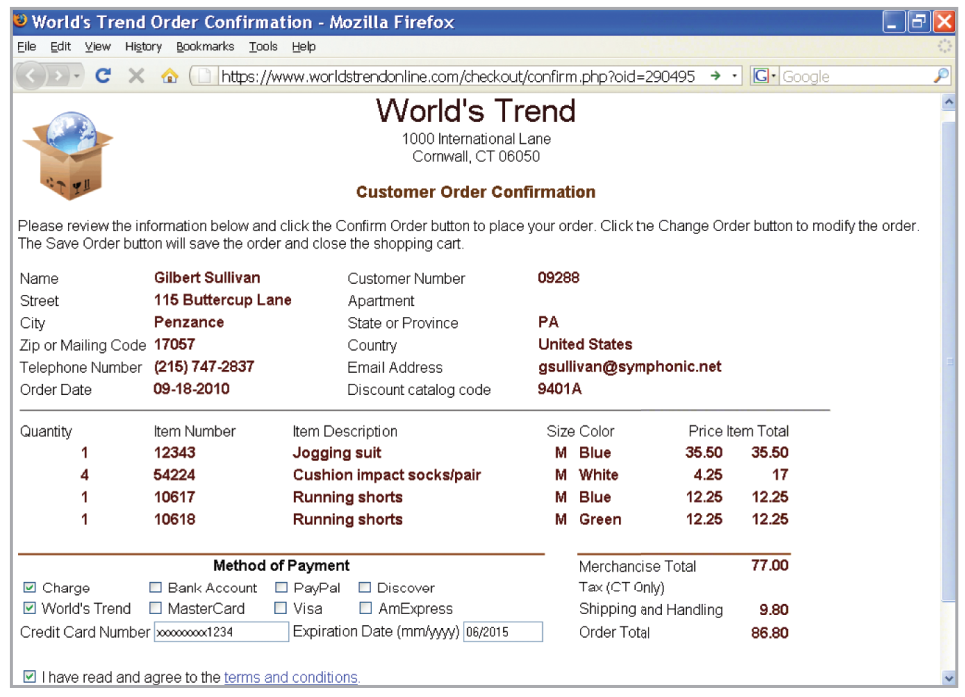 World's Trend Order Confirmation - Mozilla Firefox
File Edit View History Bookmarks Tools Help
https://www.worldstrendonline.com/checkout/confirm.php?oid=290495 G Google
World's Trend
1000 International Lane
Cornwall, CT 06050
Customer Order Confirmation
Please review the information below and click the Confirm Order button to place your order. Click the Change Order button to modify the order.
The Save Order button will save the order and close the shopping cart.
Name Gilbert Sullivan Customer Number 09288
Street 115 Buttercup Lane Apartment
City Penzance State or Province PA
Zip or Mailing Code 17057 Country United States
Telephone Number (215) 747-2837 Email Address gsullivan@symphonic.net
Order Date 09-18-2010 Discount catalog code 9401A
Quantity Item Number Item Description Size Color Price Item Total
1 12343 Jogging suit M Blue 35.50 35.50
4 54224 Cushion impact socks/pair M White 4.25 17
1 10617 Running shorts M Blue 12.25 12.25
1 10618 Running shorts M Green 12.25 12.25
Method of Payment Merchancise Total 77.00
Charge Bank Account PayPal Discover Tax (CT Only)
World's Trend MasterCard Visa AmExpress Shipping and Handling 9.80
Credit Card Number xxxxxxxxx1234 Expiration Date (mm/yyyy) 06/2015 Order Total 86.80
I have read and agree to the terms and conditions.